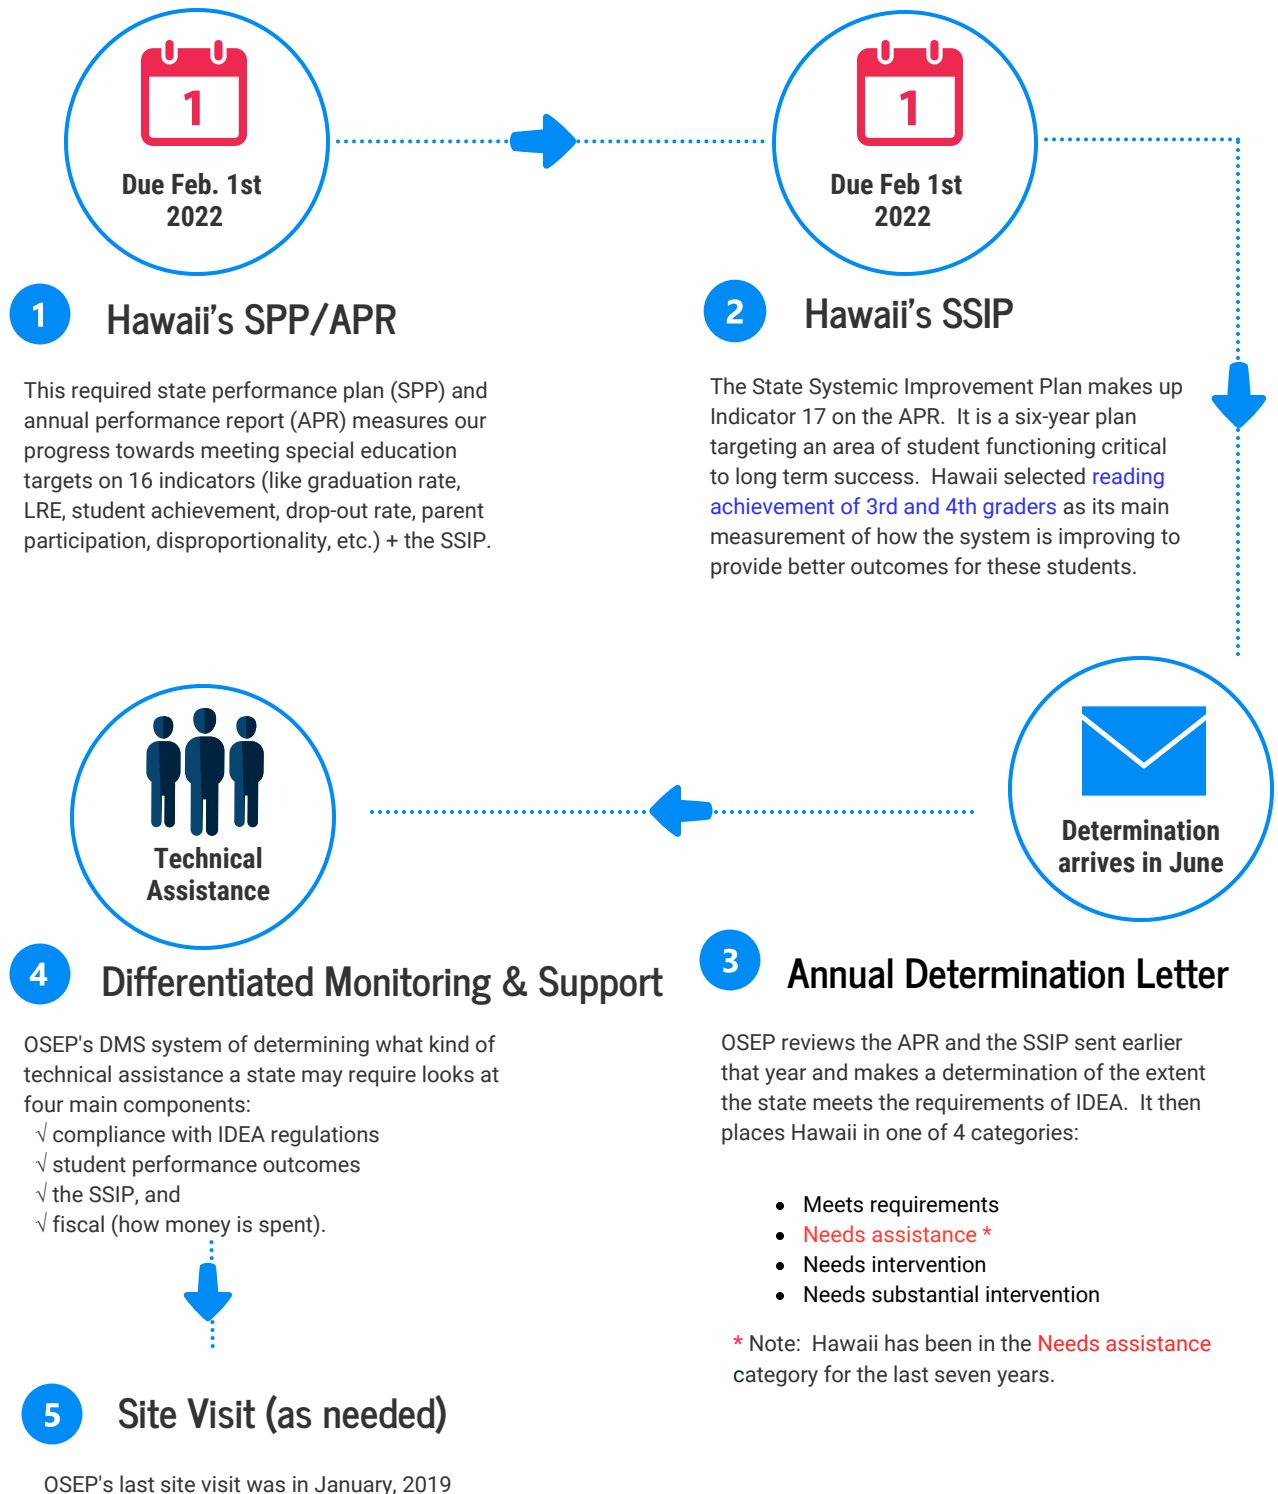 1
Due Feb. 1st
2022
1
Due Feb 1st
2022
1 Hawaii's SPP/APR
This required state performance plan (SPP) and
annual performance report (APR) measures our
progress towards meeting special education
targets on 16 indicators (like graduation rate,
LRE, student achievement, drop-out rate, parent
participation, disproportionality, etc.) + the SSIP.
2 Hawaii's SSIP
The State Systemic Improvement Plan makes up
Indicator 17 on the APR.  It is a six-year plan
targeting an area of student functioning critical
to long term success.  Hawaii selected reading
achievement of 3rd and 4th graders as its main
measurement of how the system is improving to
provide better outcomes for these students.
Determination
arrives in June
3 Annual Determination Letter
OSEP reviews the APR and the SSIP sent earlier
that year and makes a determination of the extent
the state meets the requirements of IDEA.  It then
places Hawaii in one of 4 categories:
• Meets requirements
• Needs assistance *
• Needs intervention
• Needs substantial intervention
* Note:  Hawaii has been in the Needs assistance
category for the last seven years.
Technical
Assistance
4 Differentiated Monitoring & Support
OSEP's DMS system of determining what kind of
technical assistance a state may require looks at
four main components:
√ compliance with IDEA regulations
√ student performance outcomes
√ the SSIP, and
√ fiscal (how money is spent).
5 Site Visit (as needed)
OSEP's last site visit was in January, 2019